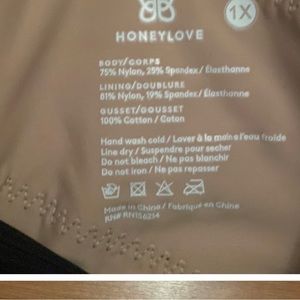 1X
HONEYLOVE
BODY/CORPS
75% Nylon, 25% Spandex / Élasthanne
LINING/DOUBLURE
81% Nylon, 19% Spandex / Élasthanne
GUSSET/GOUSSET
100% Cotton / Coton
Hand wash cold / Laver à la main à l'eau froide
Line dry / Suspendre pour sécher
Do not bleach / Ne pas blanchir
Do not iron / Ne pas repasser
Made in China / Fabriqué en Chine
RN# RN156214